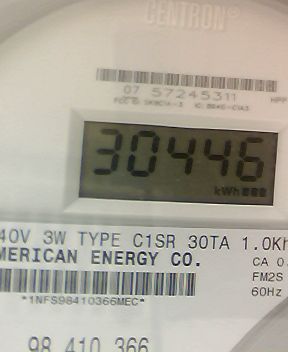 CENTRON®
07 57245311
30446
kWh
40V 3W TYPE C1SR 30TA 1.0Kh
MERICAN ENERGY CO.
CA 0.
FM2S
60Hz
*1NFS98410366MEC*
98 410 366